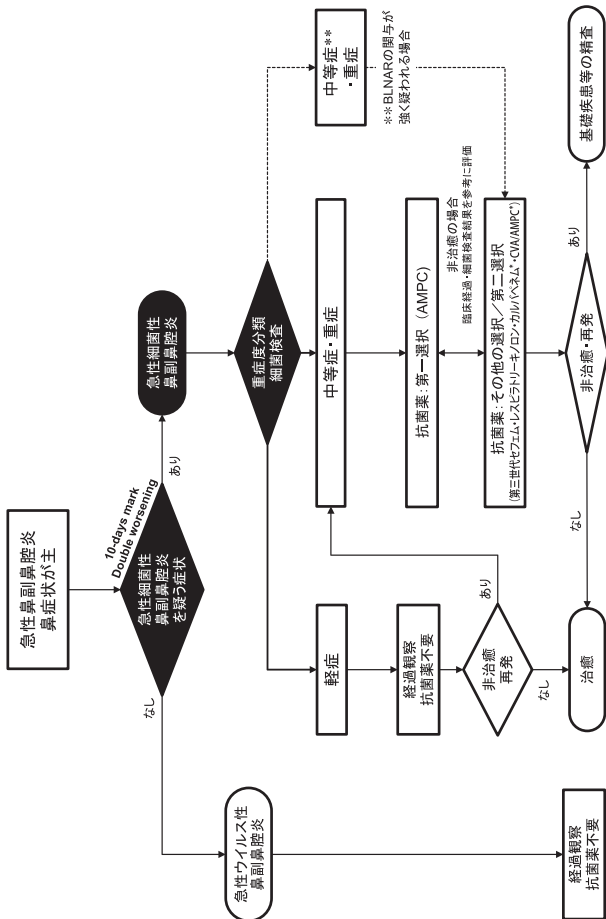 急性鼻副鼻腔炎
鼻症状が主
10-days mark
Double worsening
急性細菌性
鼻副鼻腔炎
を疑う症状
なし
あり
急性ウイルス性
鼻副鼻腔炎
経過観察
抗菌薬不要
急性細菌性
鼻副鼻腔炎
重症度分類
細菌検査
軽症
経過観察
抗菌薬不要
非治癒
再発
あり
なし
治癒
中等症・重症
抗菌薬:第一選択(AMPC)
非治癒の場合
臨床経過・細菌検査結果を参考に評価
抗菌薬:その他の選択/第二選択
(第三世代セフェム・レスピラトリーキノロン・カルバペネム*・CVA/AMPC*)
非治癒・再発
なし
あり
基礎疾患等の精査
中等症**
・重症
**BLNARの関与が
強く疑われる場合